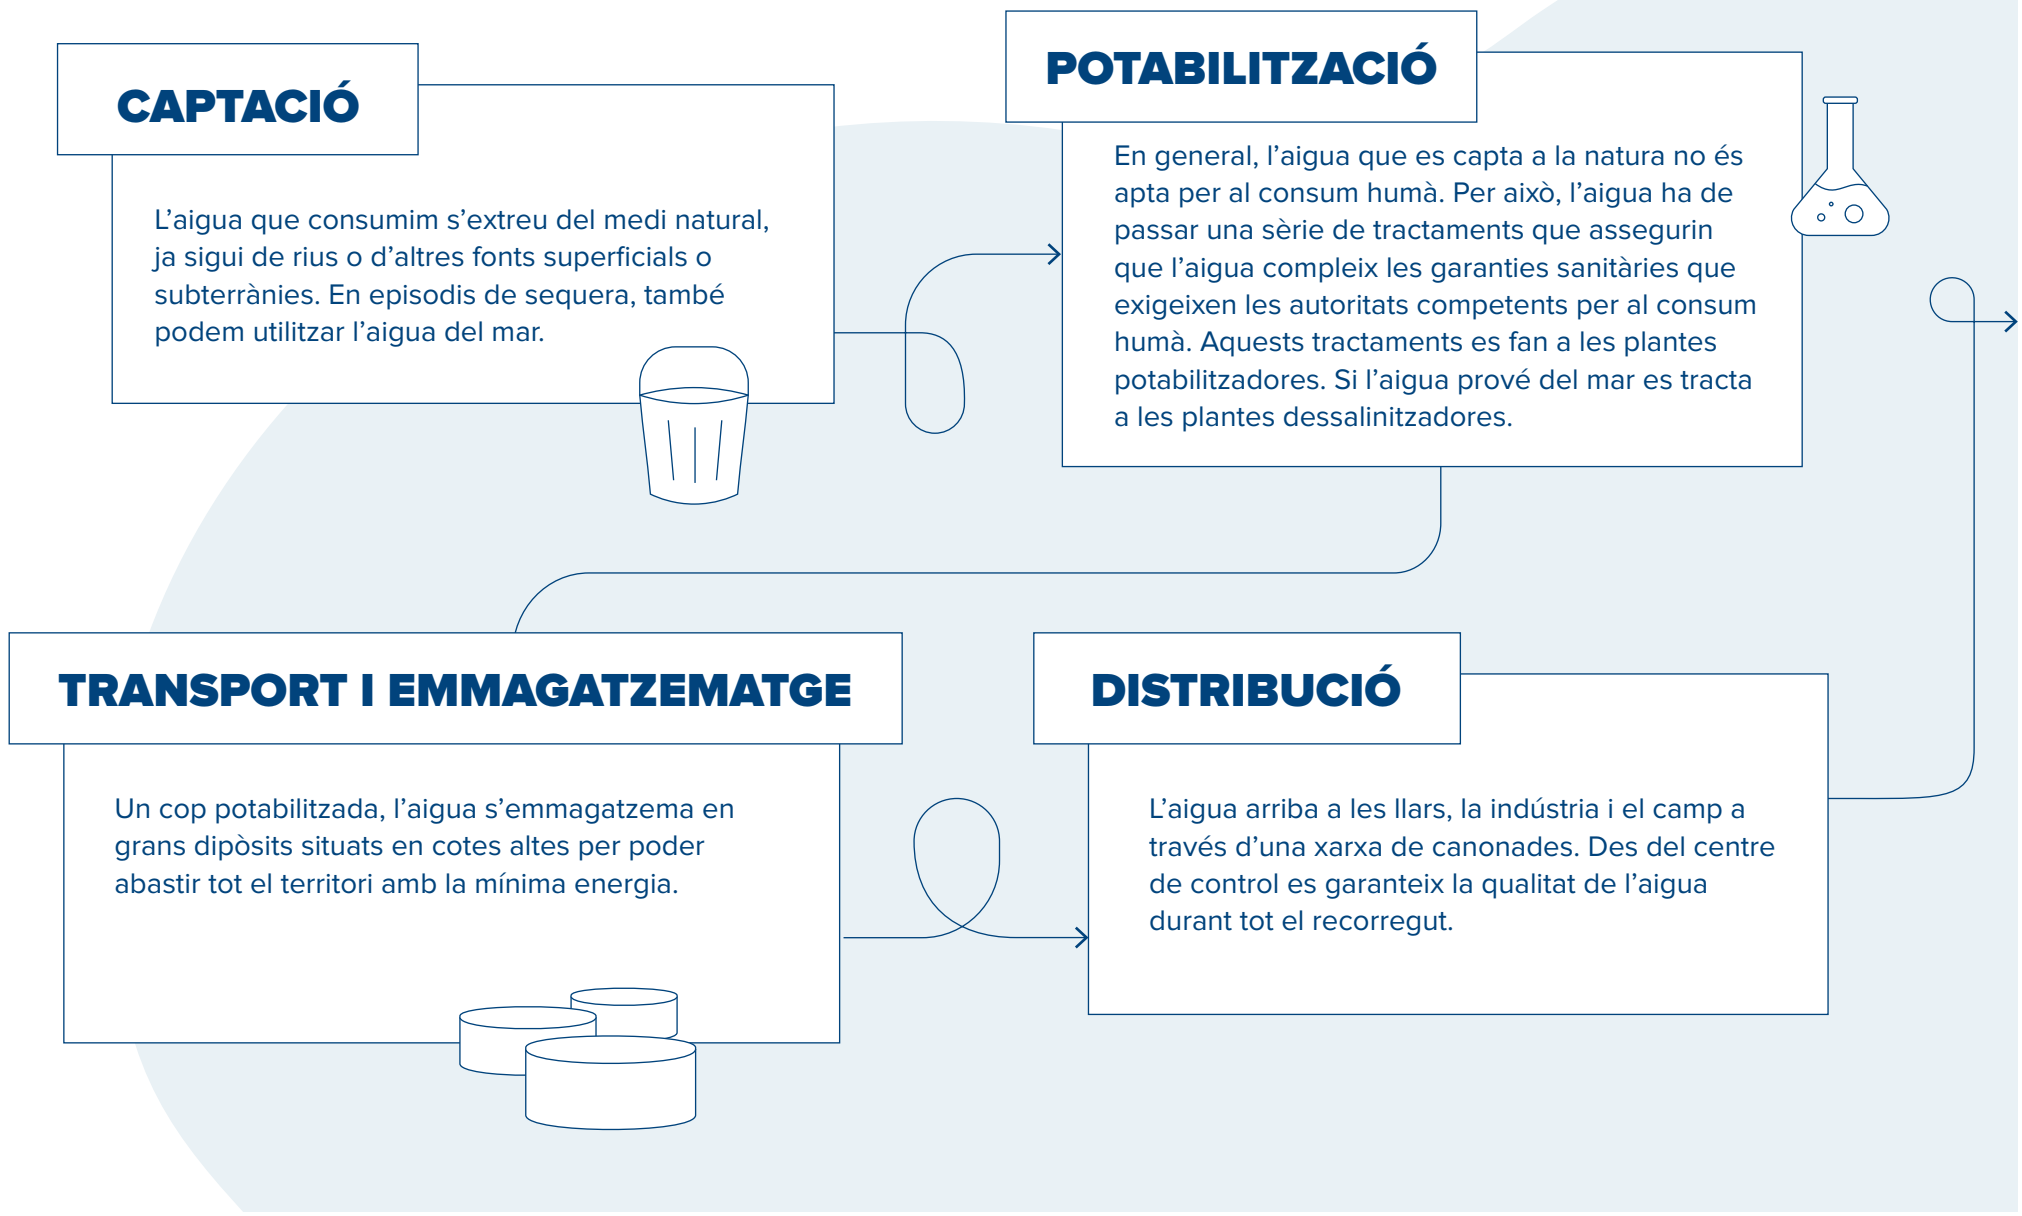 CAPTACIÓ
L’aigua que consumim s’extreu del medi natural,
ja sigui de rius o d’altres fonts superficials o
subterrànies. En episodis de sequera, també
podem utilitzar l’aigua del mar.
POTABILITZACIÓ
En general, l’aigua que es capta a la natura no és
apta per al consum humà. Per això, l’aigua ha de
passar una sèrie de tractaments que assegurin
que l’aigua compleix les garanties sanitàries que
exigeixen les autoritats competents per al consum
humà. Aquests tractaments es fan a les plantes
potabilitzadores. Si l’aigua prové del mar es tracta
a les plantes dessalinitzadores.
TRANSPORT I EMMAGATZEMATGE
Un cop potabilitzada, l’aigua s’emmagatzema en
grans dipòsits situats en cotes altes per poder
abastir tot el territori amb la mínima energia.
DISTRIBUCIÓ
L’aigua arriba a les llars, la indústria i el camp a
través d’una xarxa de canonades. Des del centre
de control es garanteix la qualitat de l’aigua
durant tot el recorregut.